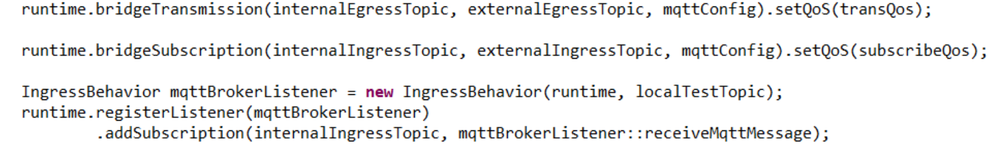 runtime.bridgeTransmission(internalEgressTopic, externalEgressTopic, mqttConfig).setQoS(transQos);
runtime.bridgeSubscription(internalIngressTopic, externalIngressTopic, mqttConfig).setQoS(subscribeQos);
IngressBehavior mqttBrokerListener = new IngressBehavior(runtime, localTestTopic);
runtime.registerListener(mqttBrokerListener)
.addSubscription(internalIngressTopic, mqttBrokerListener::receiveMqttMessage);